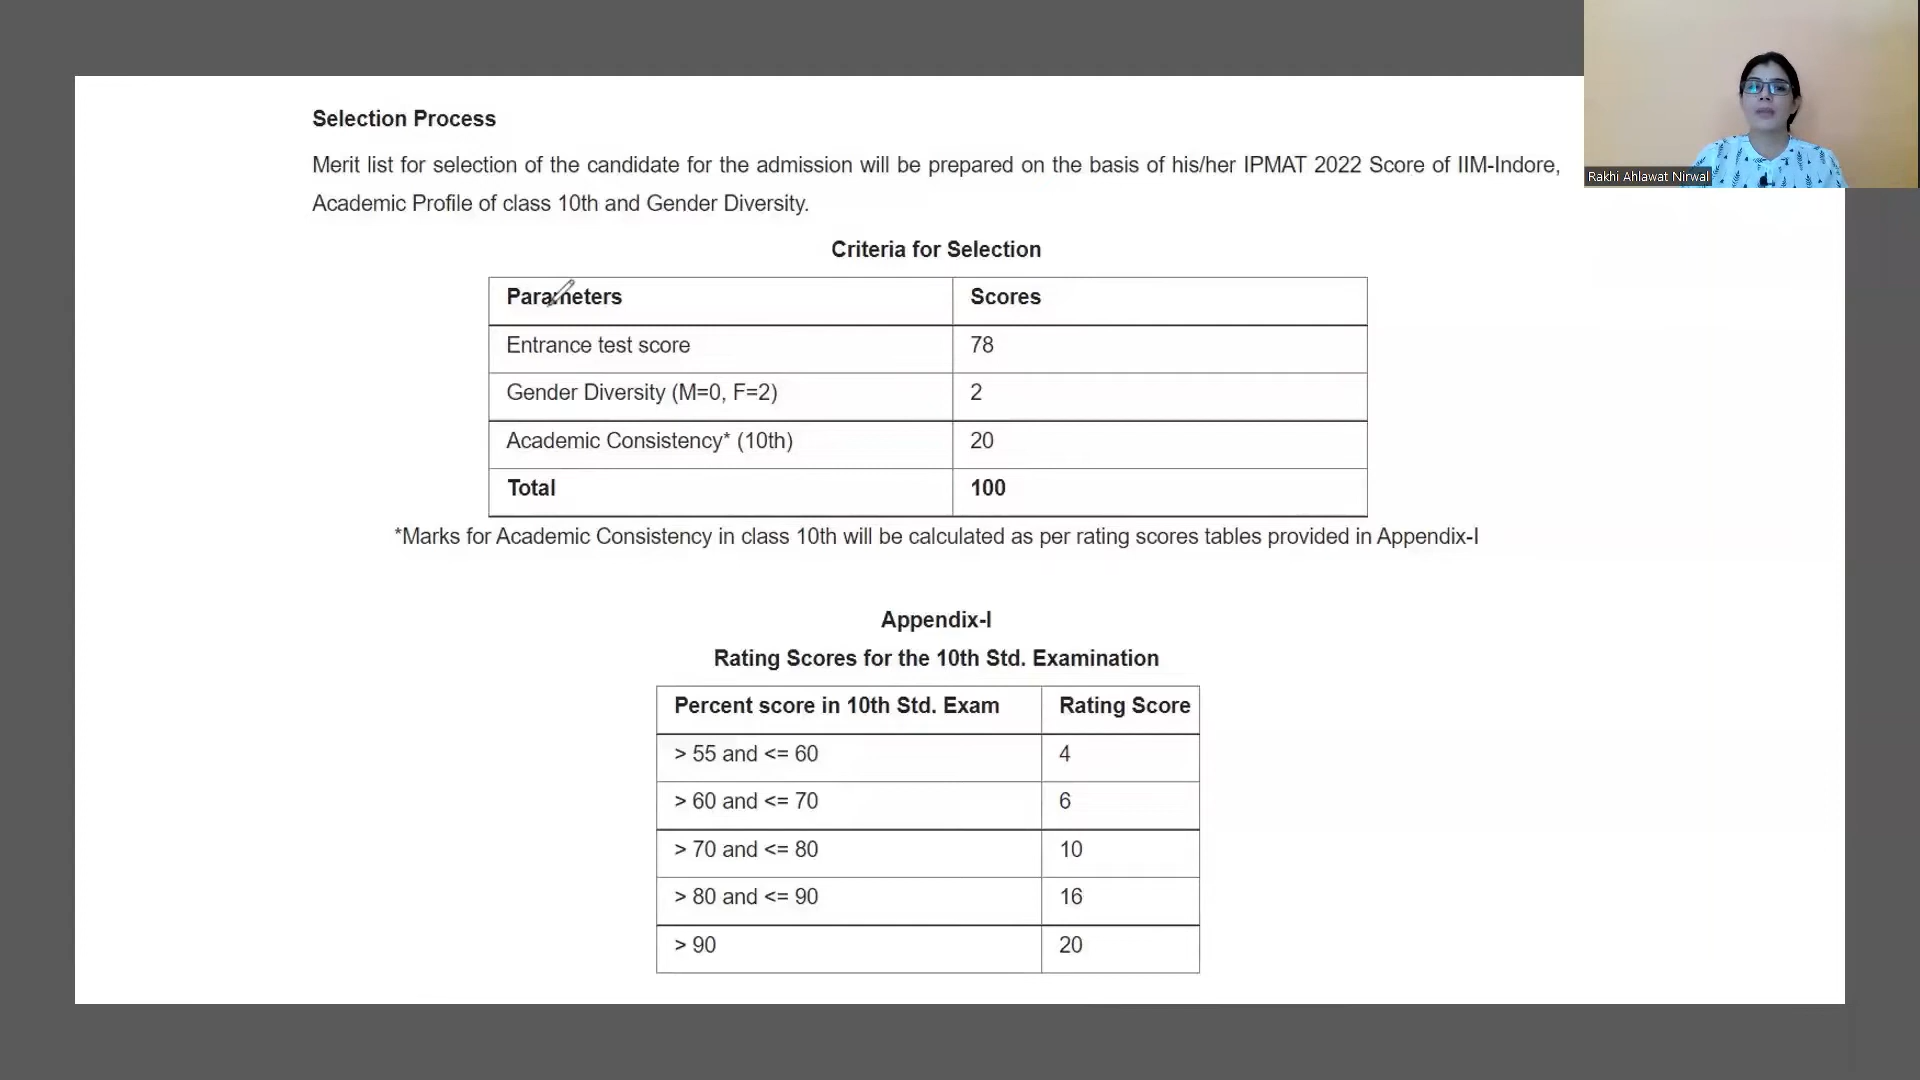 Selection Process
Merit list for selection of the candidate for the admission will be prepared on the basis of his/her IPMAT 2022 Score of IIM-Indore,
Academic Profile of class 10th and Gender Diversity.
Rakhi Ahlawat Nirwal
Criteria for Selection
Parameters Scores
Entrance test score 78
Gender Diversity (M=0, F=2) 2
Academic Consistency* (10th) 20
Total 100
*Marks for Academic Consistency in class 10th will be calculated as per rating scores tables provided in Appendix-I
Appendix-I
Rating Scores for the 10th Std. Examination
Percent score in 10th Std. Exam Rating Score
> 55 and <= 60 4
> 60 and <= 70 6
> 70 and <= 80 10
> 80 and <= 90 16
> 90 20